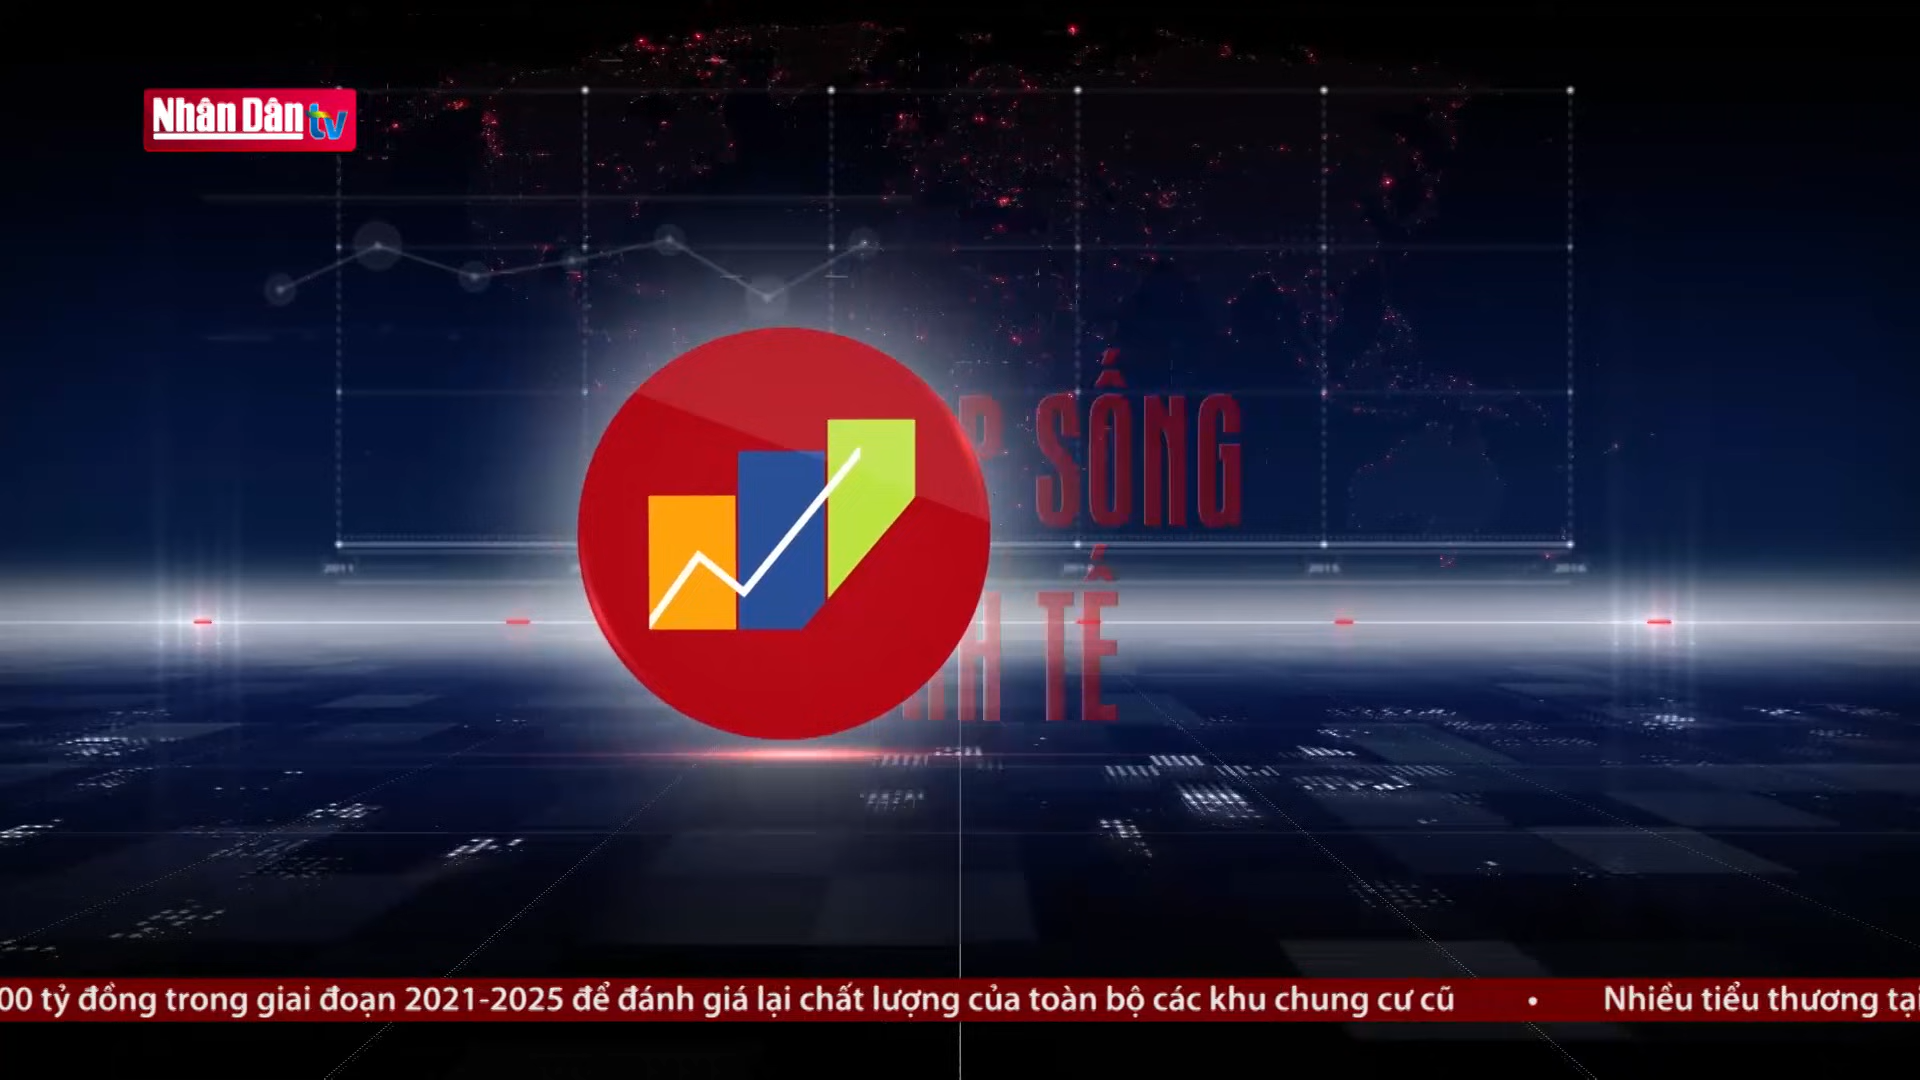 Nhân Dân tv
SỐNG
TẾ
2011
00 tỷ đồng trong giai đoạn 2021-2025 để đánh giá lại chất lượng của toàn bộ các khu chung cư cũ • Nhiều tiểu thương tại